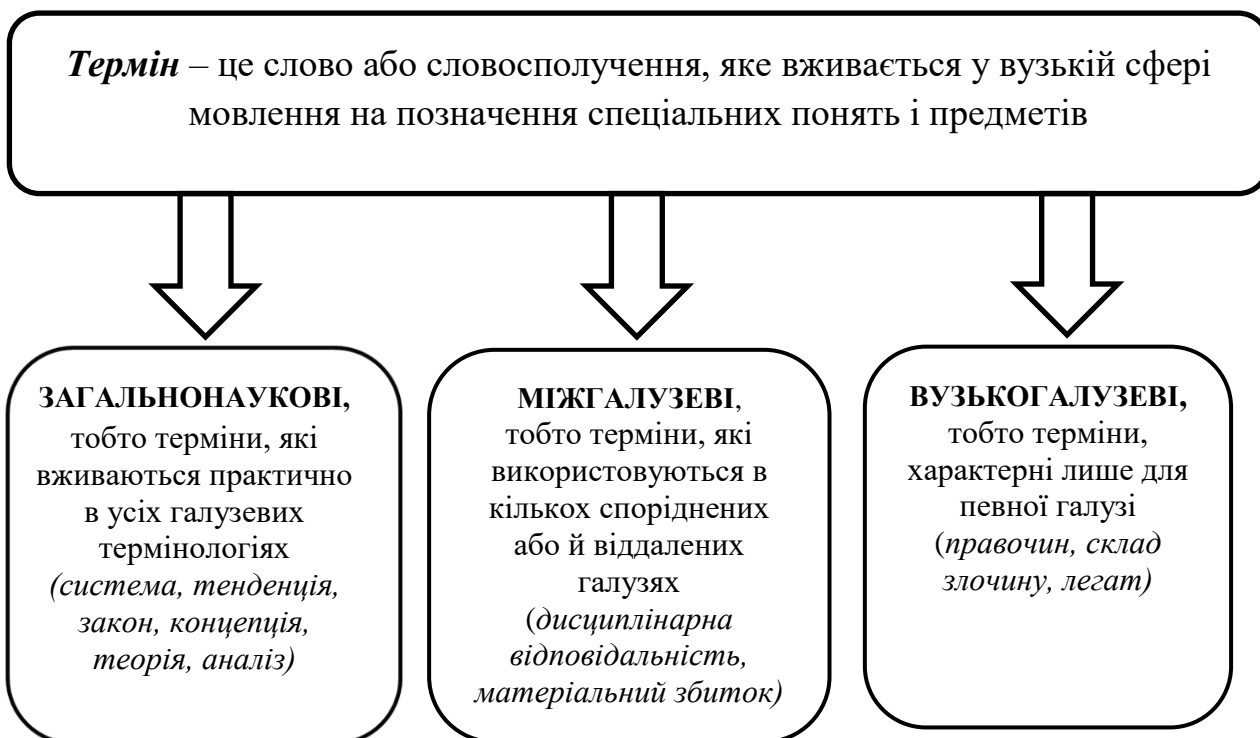 Термін – це слово або словосполучення, яке вживається у вузькій сфері
мовлення на позначення спеціальних понять і предметів
ЗАГАЛЬНОНАУКОВІ,
тобто терміни, які
вживаються практично
в усіх галузевих
термінологіях
(система, тенденція,
закон, концепція,
теорія, аналіз)
МІЖГАЛУЗЕВІ,
тобто терміни, які
використовуються в
кількох споріднених
або й віддалених
галузях
(дисциплінарна
відповідальність,
матеріальний збиток)
ВУЗЬКОГАЛУЗЕВІ,
тобто терміни,
характерні лише для
певної галузі
(правочин, склад
злочину, легат)